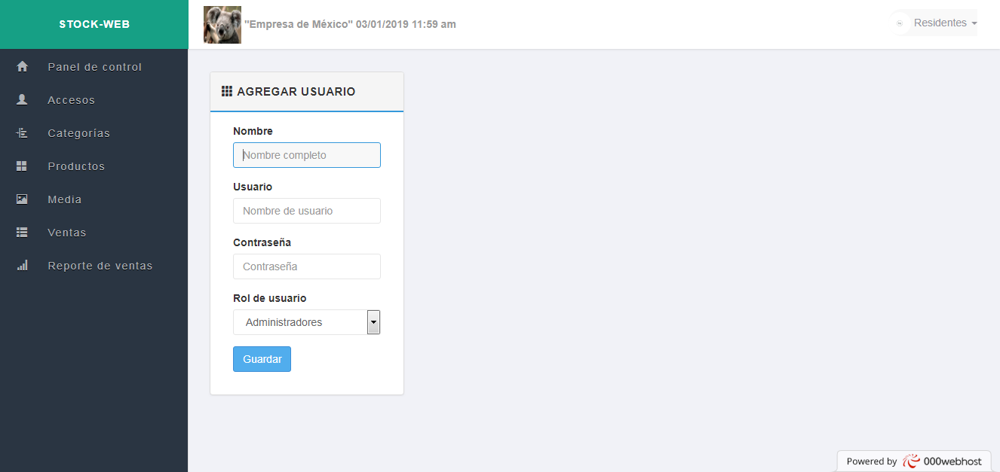 STOCK-WEB
"Empresa de México" 03/01/2019 11:59 am
Residentes
Panel de control
Accesos
Categorías
Productos
Media
Ventas
Reporte de ventas
AGREGAR USUARIO
Nombre
Nombre completo
Usuario
Nombre de usuario
Contraseña
Contraseña
Rol de usuario
Administradores
Guardar
Powered by 000webhost